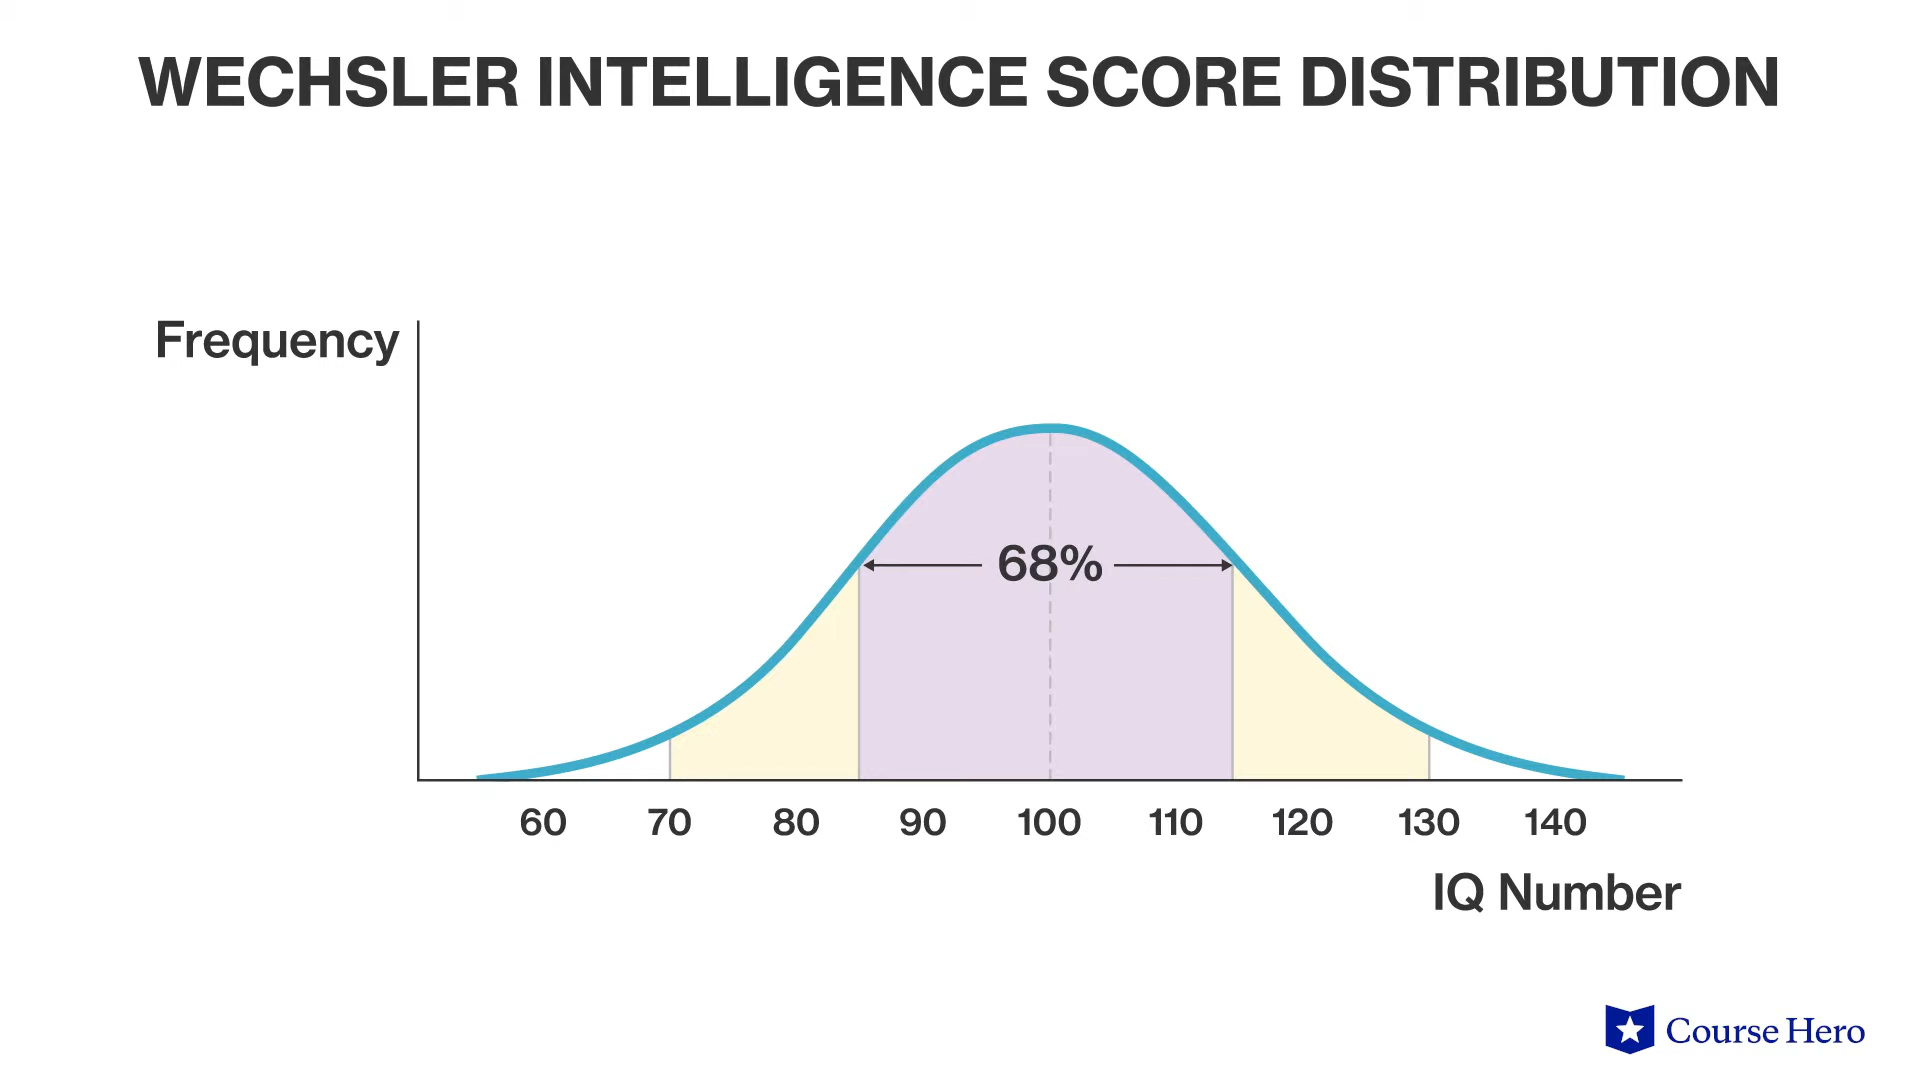 WECHSLER INTELLIGENCE SCORE DISTRIBUTION
Frequency
68%
60 70 80 90 100 110 120 130 140
IQ Number
Course Hero